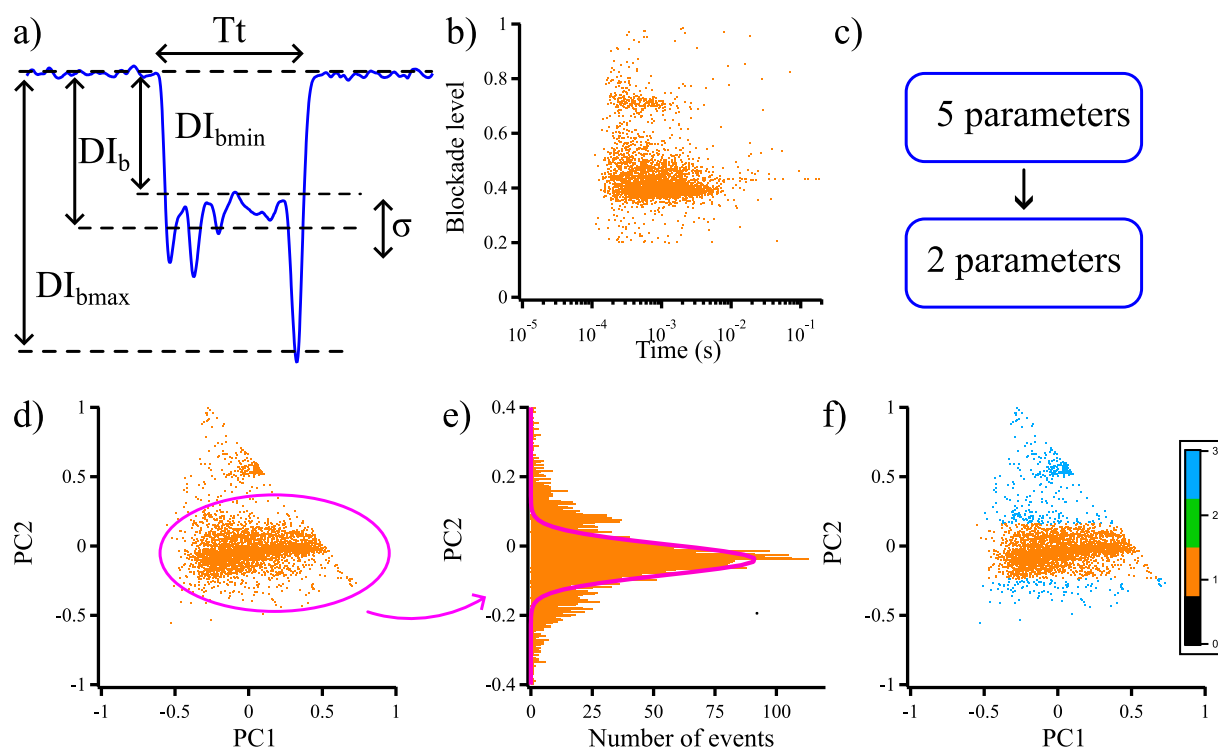 a)
Tt
DI_bmin
DI_b
σ
DI_bmax
b)
Blockade level
1
0.8
0.6
0.4
0.2
0
10^-5
10^-4
10^-3
10^-2
10^-1
Time (s)
c)
5 parameters
2 parameters
d)
PC2
1
0.5
0
-0.5
-1
-1
-0.5
0
0.5
1
PC1
e)
PC2
0.4
0.2
0
-0.2
-0.4
0
25
50
75
100
Number of events
f)
PC2
1
0.5
0
-0.5
-1
-1
-0.5
0
0.5
1
PC1
3
2
1
0